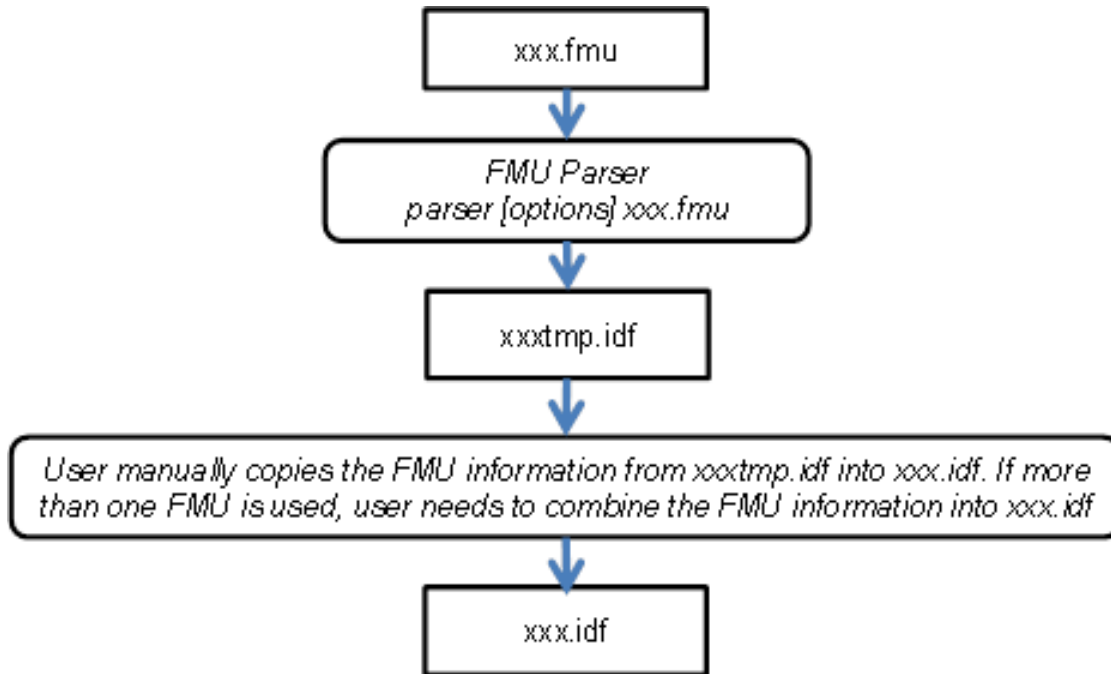 xxx.fmu
FMU Parser
parser [options] xxx.fmu
xxxtmp.idf
User manually copies the FMU information from xxxtmp.idf into xxx.idf. If more
than one FMU is used, user needs to combine the FMU information into xxx.idf
xxx.idf